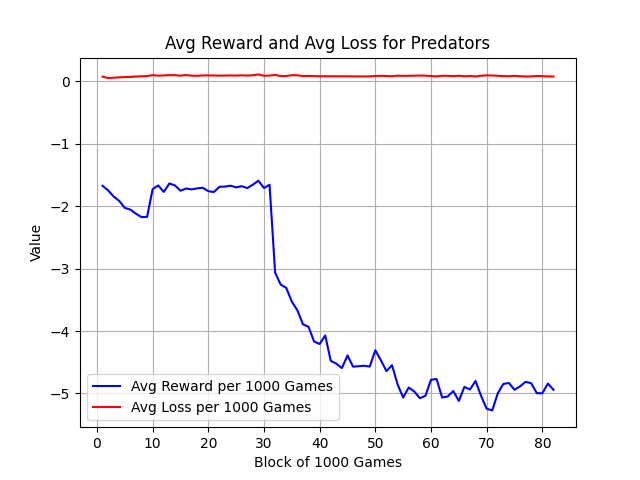 Avg Reward and Avg Loss for Predators
Value
0
−1
−2
−3
−4
−5
Avg Reward per 1000 Games
Avg Loss per 1000 Games
0 10 20 30 40 50 60 70 80
Block of 1000 Games